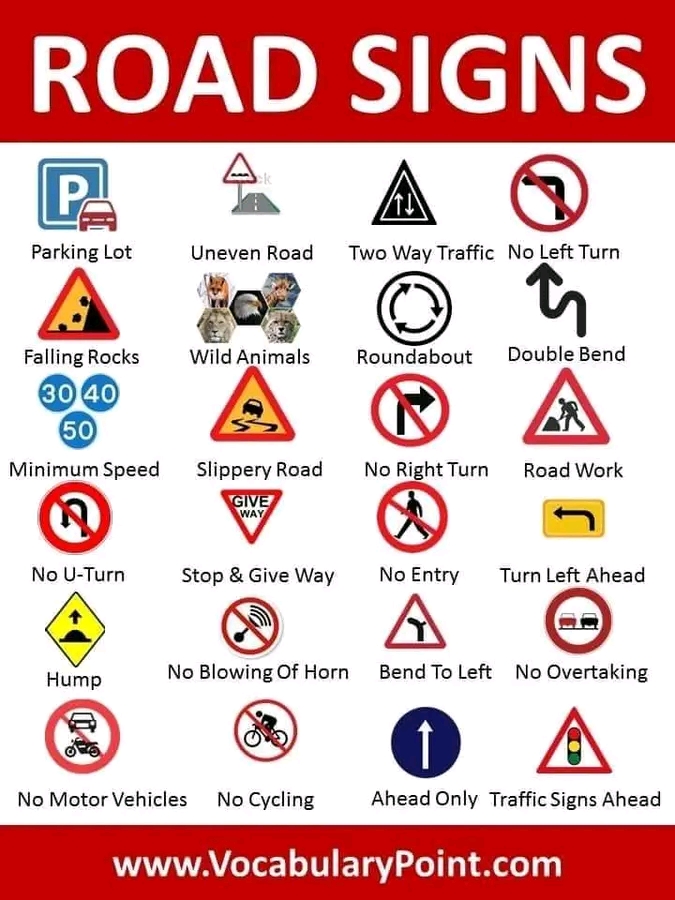 ROAD SIGNS
P
Parking Lot
Uneven Road
Two Way Traffic
No Left Turn
Falling Rocks
Wild Animals
Roundabout
Double Bend
30 40
50
Minimum Speed
Slippery Road
No Right Turn
Road Work
No U-Turn
GIVE
WAY
Stop & Give Way
No Entry
Turn Left Ahead
Hump
No Blowing Of Horn
Bend To Left
No Overtaking
No Motor Vehicles
No Cycling
Ahead Only
Traffic Signs Ahead
www.VocabularyPoint.com